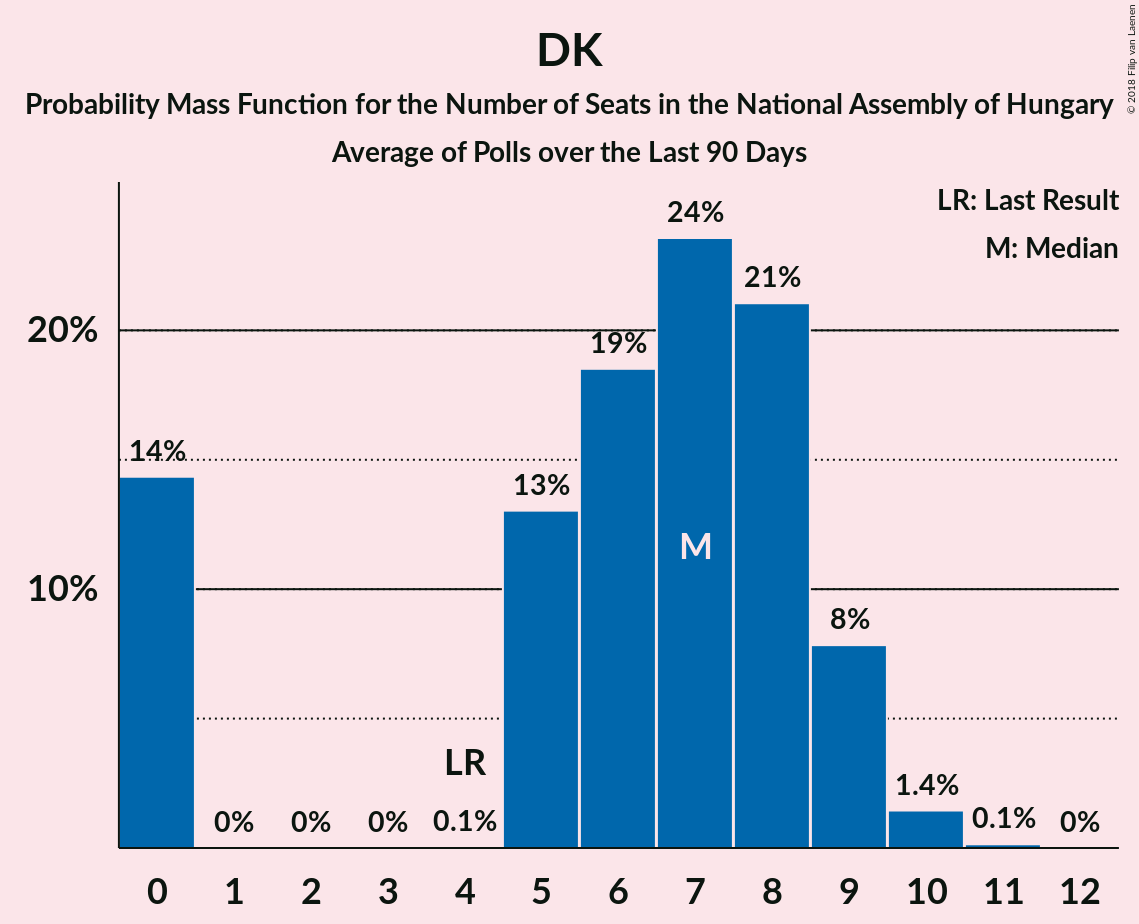 DK
Probability Mass Function for the Number of Seats in the National Assembly of Hungary
Average of Polls over the Last 90 Days
© 2018 Filip van Laenen
LR: Last Result
M: Median
20%
10%
14%
0%
0%
0%
0.1%
LR
13%
19%
24%
M
21%
8%
1.4%
0.1%
0%
0 1 2 3 4 5 6 7 8 9 10 11 12